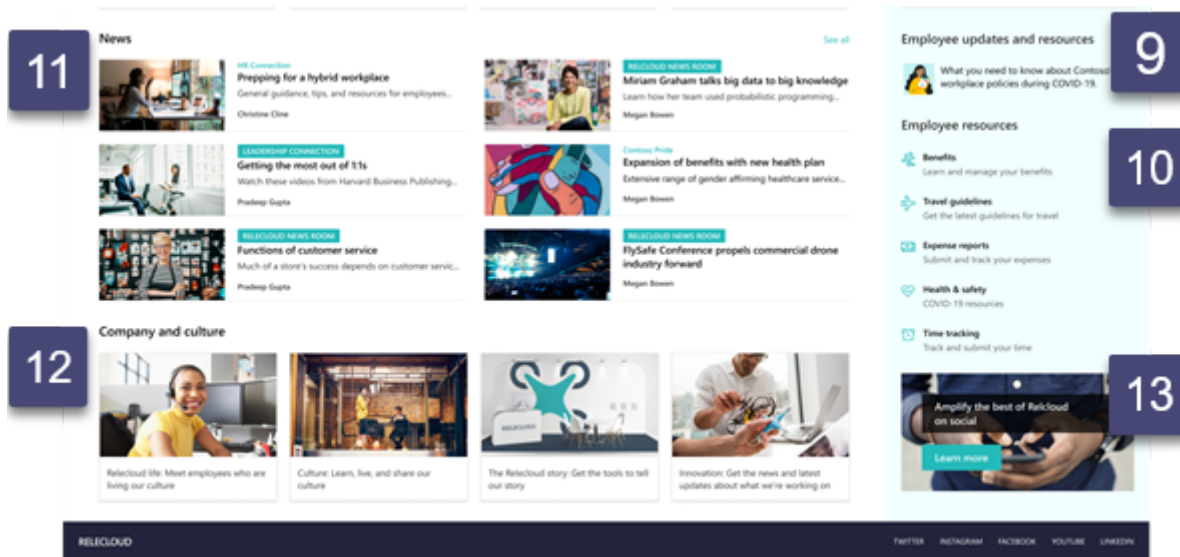 11
News
See all
HR Connection
Prepping for a hybrid workplace
General guidance, tips, and resources for employees...
Christine Cline
RELECLOUD NEWS ROOM
Miriam Graham talks big data to big knowledge
Learn how her team used probabilistic programming...
Megan Bowen
LEADERSHIP CONNECTION
Getting the most out of 1:1s
Watch these videos from Harvard Business Publishing...
Pradeep Gupta
Contoso Pride
Expansion of benefits with new health plan
Extensive range of gender affirming healthcare service...
Megan Bowen
RELECLOUD NEWS ROOM
Functions of customer service
Much of a store's success depends on customer servic...
Pradeep Gupta
RELECLOUD NEWS ROOM
FlySafe Conference propels commercial drone
industry forward
Megan Bowen
12
Company and culture
Relecloud life: Meet employees who are
living our culture
Culture: Learn, live, and share our
culture
RELECLOUD
The Relecloud story: Get the tools to tell
our story
Innovation: Get the news and latest
updates about what we're working on
9
Employee updates and resources
What you need to know about Contoso
workplace policies during COVID-19.
10
Employee resources
Benefits
Learn and manage your benefits
Travel guidelines
Get the latest guidelines for travel
Expense reports
Submit and track your expenses
Health & safety
COVID-19 resources
Time tracking
Track and submit your time
13
Amplify the best of Relcloud
on social
Learn more
RELECLOUD
TWITTER INSTAGRAM FACEBOOK YOUTUBE LINKEDIN